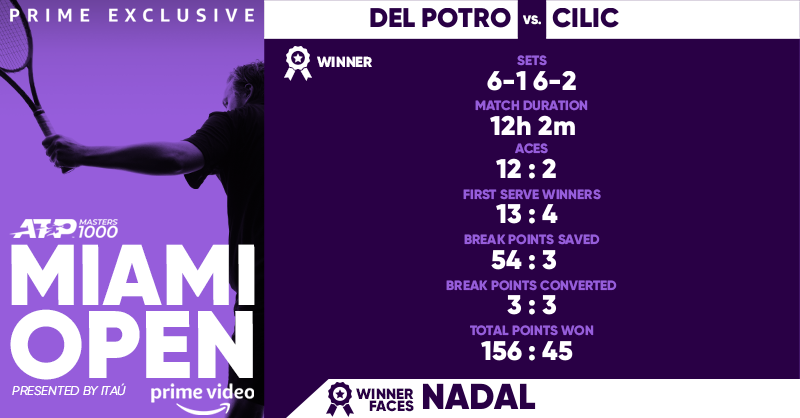 PRIME EXCLUSIVE
DEL POTRO vs. CILIC
WINNER
SETS
6-1 6-2
MATCH DURATION
12h 2m
ACES
12 : 2
FIRST SERVE WINNERS
13 : 4
BREAK POINTS SAVED
54 : 3
BREAK POINTS CONVERTED
3 : 3
TOTAL POINTS WON
156 : 45
ATP MASTERS 1000
MIAMI
OPEN
PRESENTED BY ITAÚ
prime video
WINNER FACES NADAL